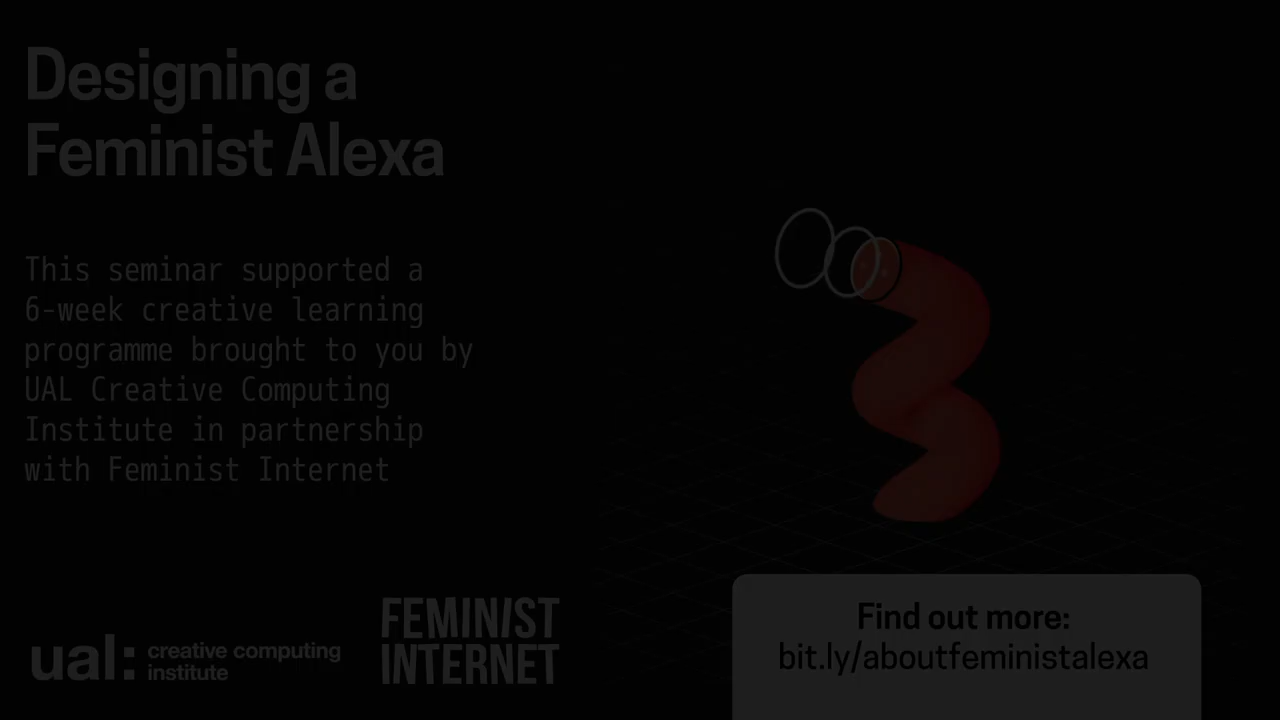 Designing a
Feminist Alexa
This seminar supported a
6-week creative learning
programme brought to you by
UAL Creative Computing
Institute in partnership
with Feminist Internet
ual: creative computing
institute
FEMINIST
INTERNET
Find out more:
bit.ly/aboutfeministalexa